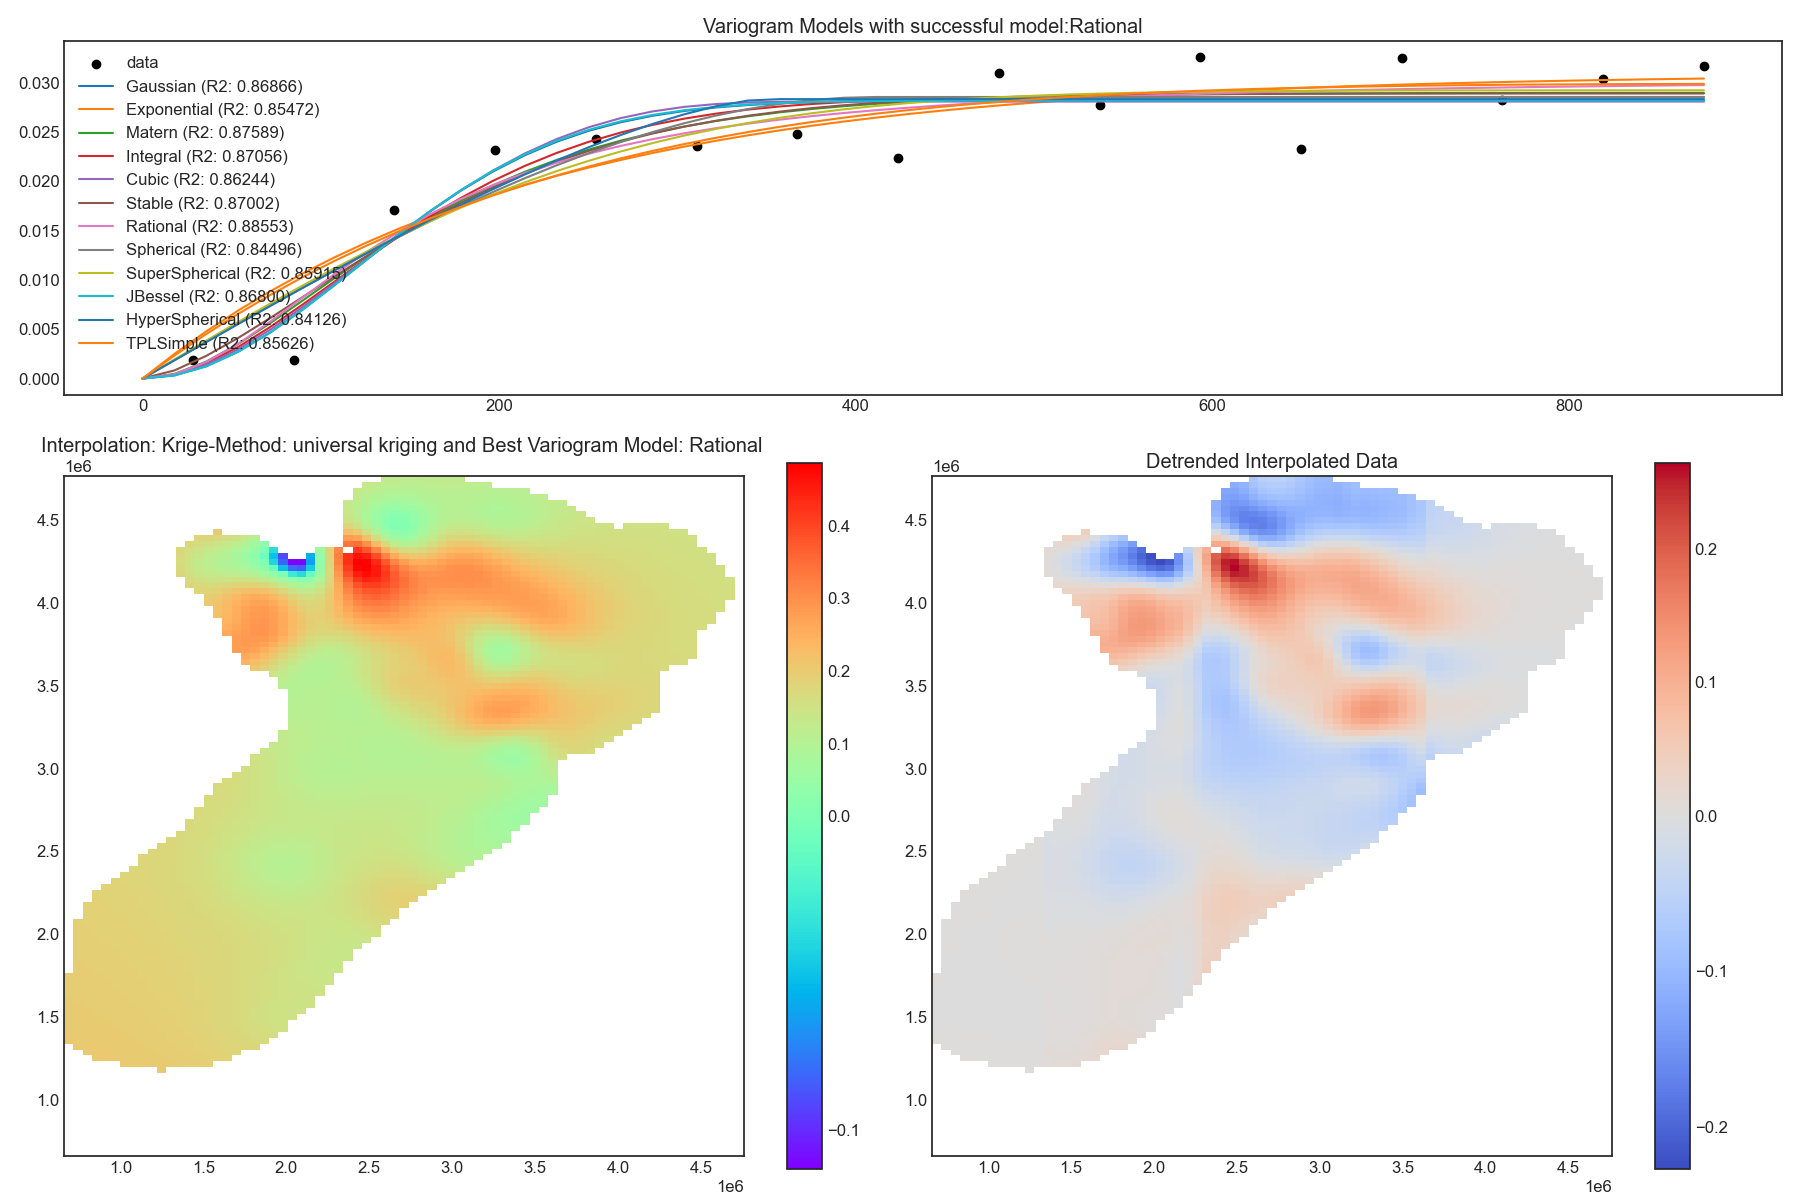 Variogram Models with successful model:Rational
data
Gaussian (R2: 0.86866)
Exponential (R2: 0.85472)
Matern (R2: 0.87589)
Integral (R2: 0.87056)
Cubic (R2: 0.86244)
Stable (R2: 0.87002)
Rational (R2: 0.88553)
Spherical (R2: 0.84496)
SuperSpherical (R2: 0.85915)
JBessel (R2: 0.86800)
HyperSpherical (R2: 0.84126)
TPLSimple (R2: 0.85626)
0.030
0.025
0.020
0.015
0.010
0.005
0.000
0 200 400 600 800
Interpolation: Krige-Method: universal kriging and Best Variogram Model: Rational
1e6
4.5
4.0
3.5
3.0
2.5
2.0
1.5
1.0
1.0 1.5 2.0 2.5 3.0 3.5 4.0 4.5
1e6
0.4
0.3
0.2
0.1
0.0
−0.1
Detrended Interpolated Data
1e6
4.5
4.0
3.5
3.0
2.5
2.0
1.5
1.0
1.0 1.5 2.0 2.5 3.0 3.5 4.0 4.5
1e6
0.2
0.1
0.0
−0.1
−0.2